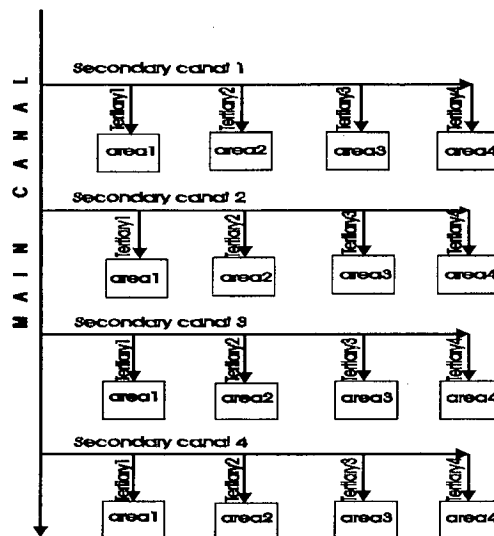 MAIN CANAL
Secondary canal 1
Tertiary1 Tertiary2 Tertiary3 Tertiary4
area1 area2 area3 area4
Secondary canal 2
Tertiary1 Tertiary2 Tertiary3 Tertiary4
area1 area2 area3 area4
Secondary canal 3
Tertiary1 Tertiary2 Tertiary3 Tertiary4
area1 area2 area3 area4
Secondary canal 4
Tertiary1 Tertiary2 Tertiary3 Tertiary4
area1 area2 area3 area4